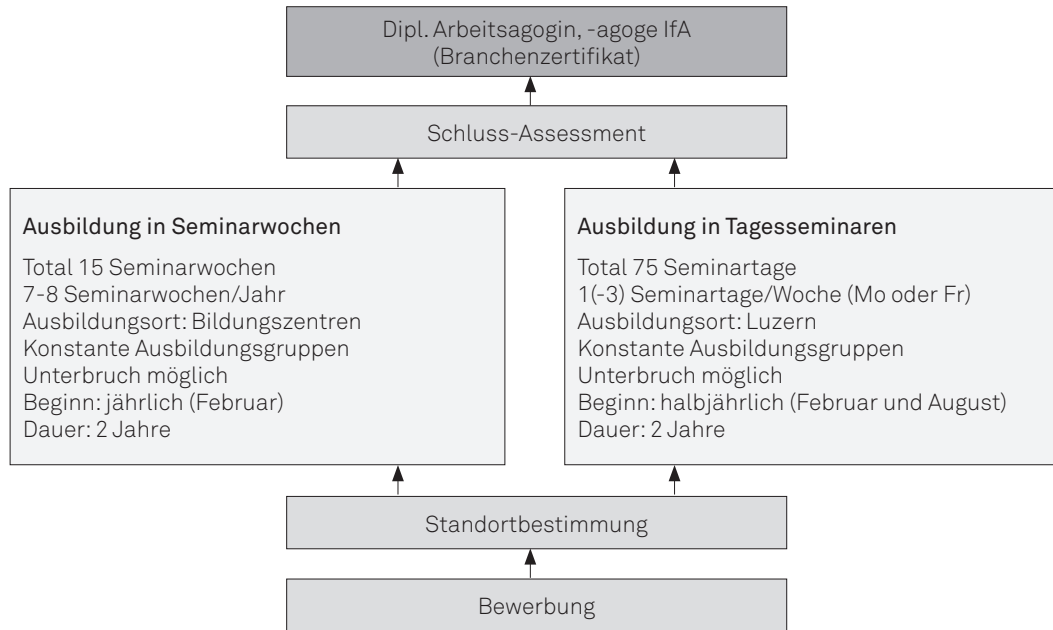 Dipl. Arbeitsagogin, -agoge IfA
(Branchenzertifikat)
Schluss-Assessment
Ausbildung in Seminarwochen
Total 15 Seminarwochen
7-8 Seminarwochen/Jahr
Ausbildungsort: Bildungszentren
Konstante Ausbildungsgruppen
Unterbruch möglich
Beginn: jährlich (Februar)
Dauer: 2 Jahre
Ausbildung in Tagesseminaren
Total 75 Seminartage
1(-3) Seminartage/Woche (Mo oder Fr)
Ausbildungsort: Luzern
Konstante Ausbildungsgruppen
Unterbruch möglich
Beginn: halbjährlich (Februar und August)
Dauer: 2 Jahre
Standortbestimmung
Bewerbung